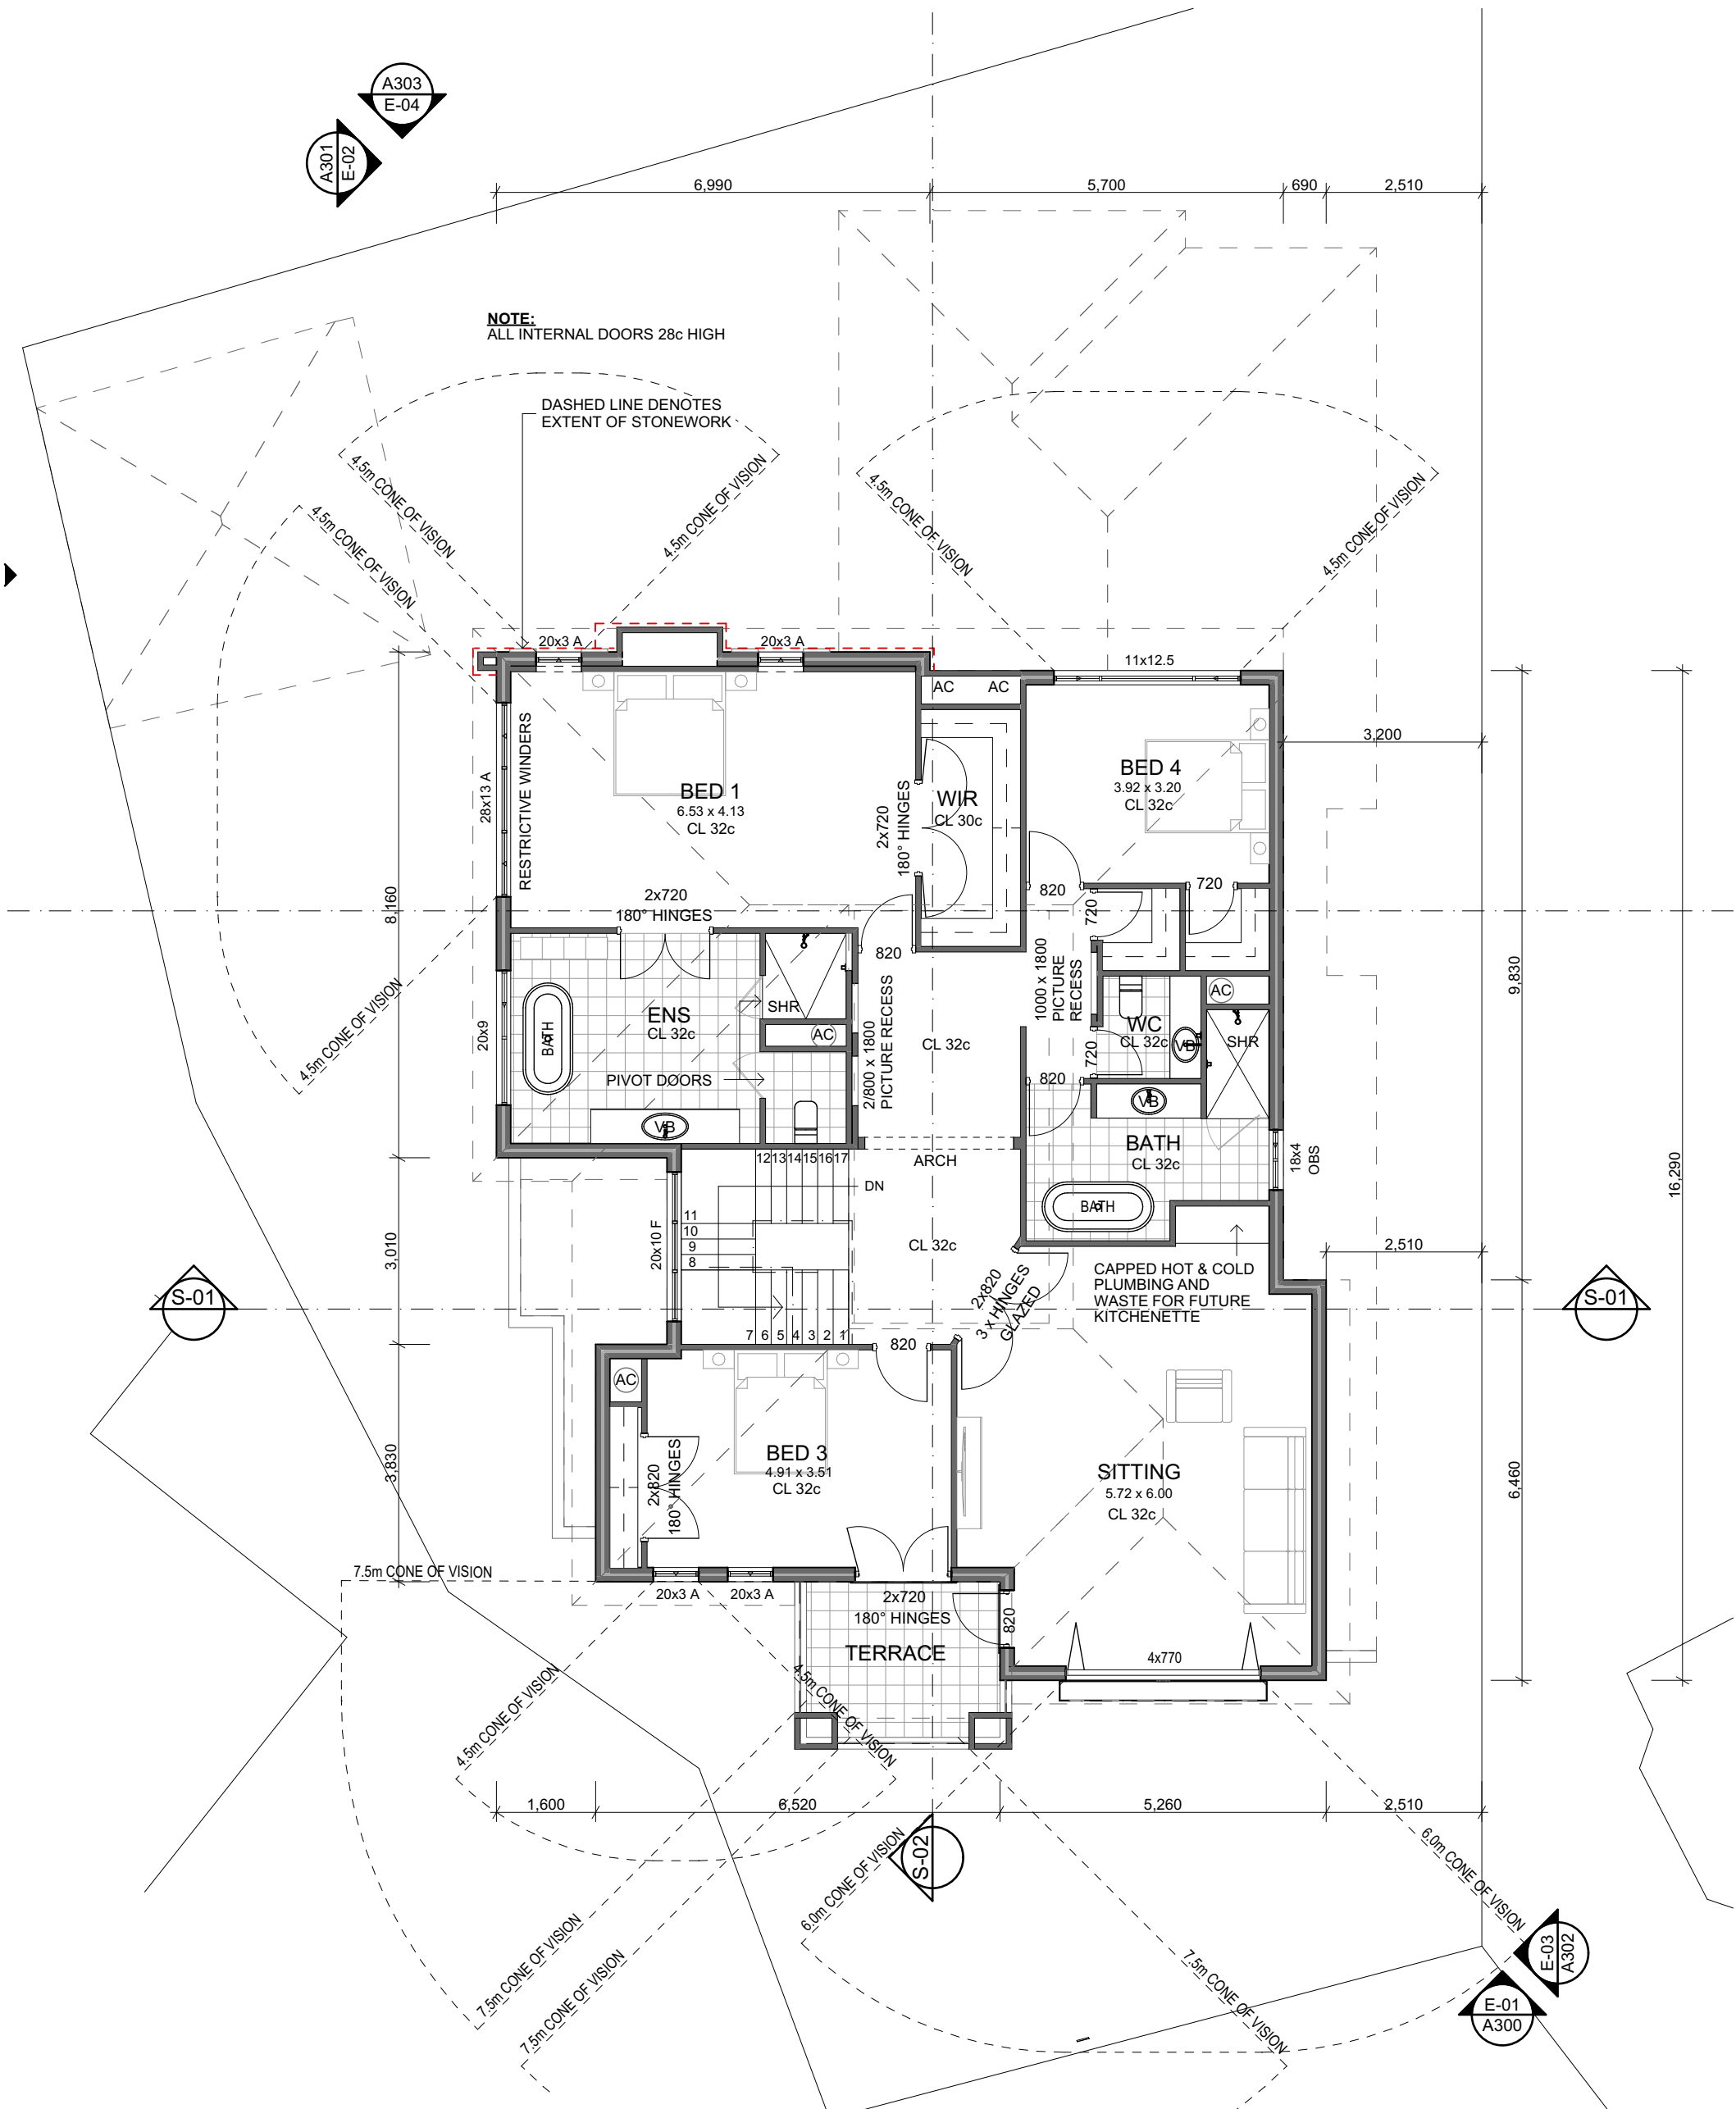 A303
E-04
A301
E-02
6,990
5,700
690
2,510
NOTE:
ALL INTERNAL DOORS 28c HIGH
DASHED LINE DENOTES
EXTENT OF STONEWORK
4.5m CONE OF VISION
4.5m CONE OF VISION
4.5m CONE OF VISION
4.5m CONE OF VISION
4.5m CONE OF VISION
4.5m CONE OF VISION
20x3 A
20x3 A
11x12.5
AC
AC
3,200
RESTRICTIVE WINDERS
28x13 A
BED 1
6.53 x 4.13
CL 32c
2x720
180° HINGES
WIR
CL 30c
BED 4
3.92 x 3.20
CL 32c
8,160
2x720
180° HINGES
820
820
720
720
9,830
16,290
20x9
BATH
ENS
CL 32c
SHR
AC
PIVOT DOORS
VB
2/800 x 1800
PICTURE RECESS
CL 32c
1000 x 1800
PICTURE
RECESS
WC
CL 32c
VB
AC
SHR
720
820
VB
BATH
CL 32c
BATH
18x4
OBS
ARCH
12 13 14 15 16 17
DN
11
10
9
8
7 6 5 4 3 2 1
20x10 F
3,010
CL 32c
2x820
3 x HINGES
GLAZED
CAPPED HOT & COLD
PLUMBING AND
WASTE FOR FUTURE
KITCHENETTE
2,510
S-01
S-01
820
AC
2x820
180° HINGES
BED 3
4.91 x 3.51
CL 32c
3,830
SITTING
5.72 x 6.00
CL 32c
6,460
7.5m CONE OF VISION
20x3 A
20x3 A
2x720
180° HINGES
820
TERRACE
4x770
4.5m CONE OF VISION
4.5m CONE OF VISION
1,600
6,520
5,260
2,510
S-02
6.0m CONE OF VISION
6.0m CONE OF VISION
7.5m CONE OF VISION
7.5m CONE OF VISION
7.5m CONE OF VISION
E-03
A302
E-01
A300